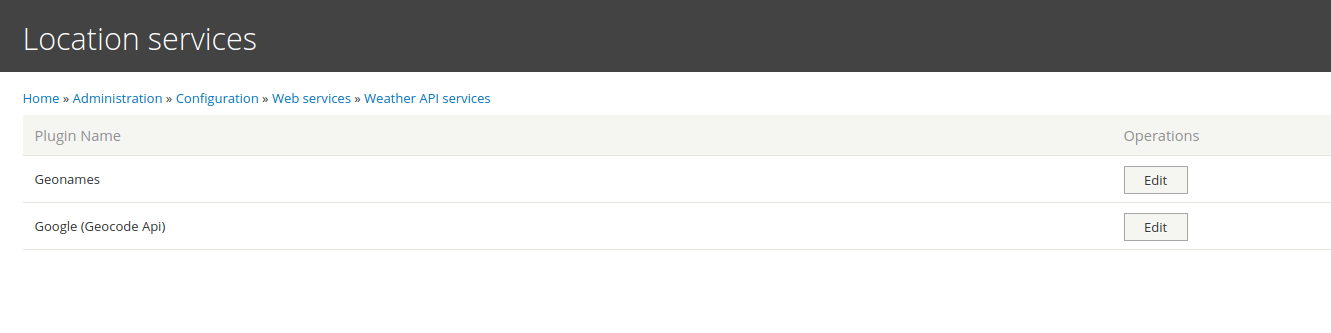 Location services
Home » Administration » Configuration » Web services » Weather API services
Plugin Name Operations
Geonames Edit
Google (Geocode Api) Edit